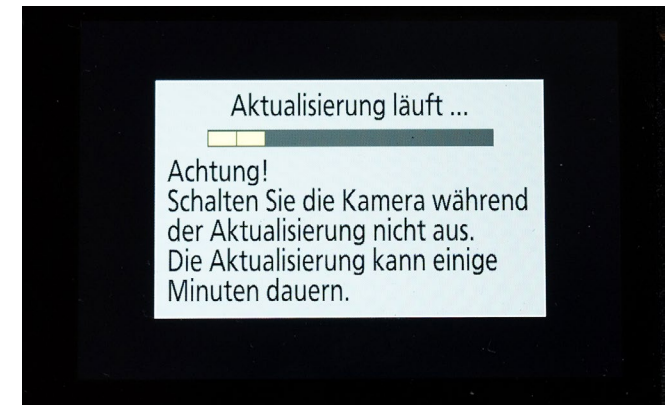 Aktualisierung läuft ...
Achtung!
Schalten Sie die Kamera während
der Aktualisierung nicht aus.
Die Aktualisierung kann einige
Minuten dauern.